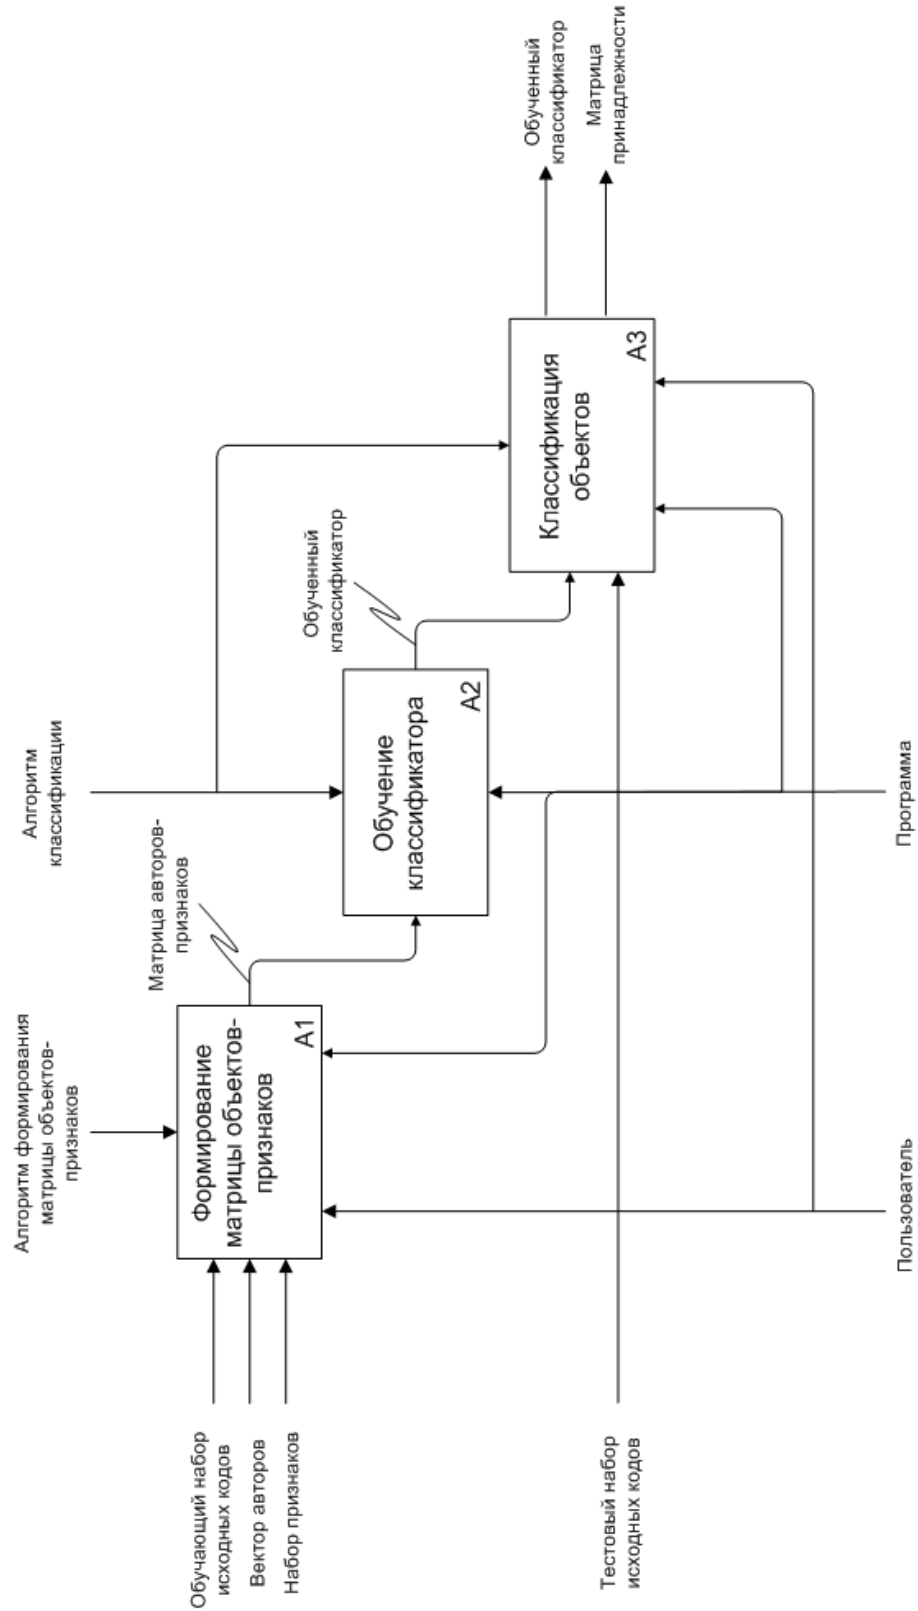 Алгоритм формирования
матрицы объектов-
признаков
Алгоритм
классификации
Матрица авторов-
признаков
Обученный
классификатор
Обученный
классификатор
Матрица
принадлежности
Обучающий набор
исходных кодов
Вектор авторов
Набор признаков
Формирование
матрицы объектов-
признаков
A1
Обучение
классификатора
A2
Классификация
объектов
A3
Тестовый набор
исходных кодов
Пользователь
Программа